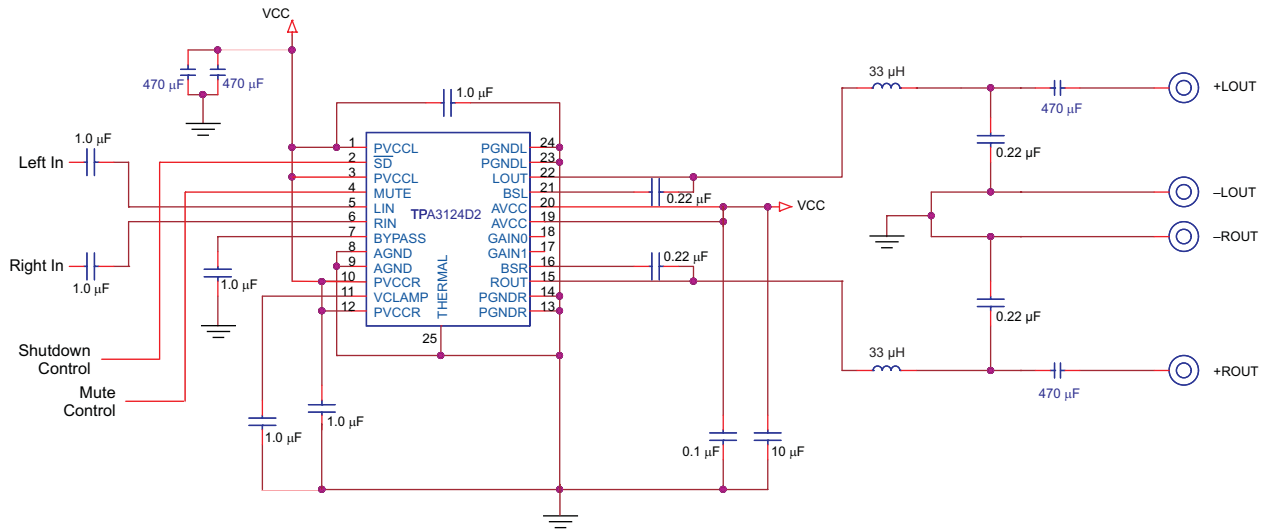 VCC
470 µF
470 µF
1.0 µF
1.0 µF
Left In
1.0 µF
Right In
1.0 µF
Shutdown
Control
Mute
Control
1.0 µF
1.0 µF
TPA3124D2
1 PVCCL
2 SD
3 PVCCL
4 MUTE
5 LIN
6 RIN
7 BYPASS
8 AGND
9 AGND
10 PVCCR
11 VCLAMP
12 PVCCR
THERMAL
25
PGNDL 24
PGNDL 23
LOUT 22
BSL 21
AVCC 20
AVCC 19
GAIN0 18
GAIN1 17
BSR 16
ROUT 15
PGNDR 14
PGNDR 13
0.22 µF
VCC
0.22 µF
0.1 µF
10 µF
33 µH
470 µF
+LOUT
0.22 µF
–LOUT
–ROUT
0.22 µF
33 µH
470 µF
+ROUT